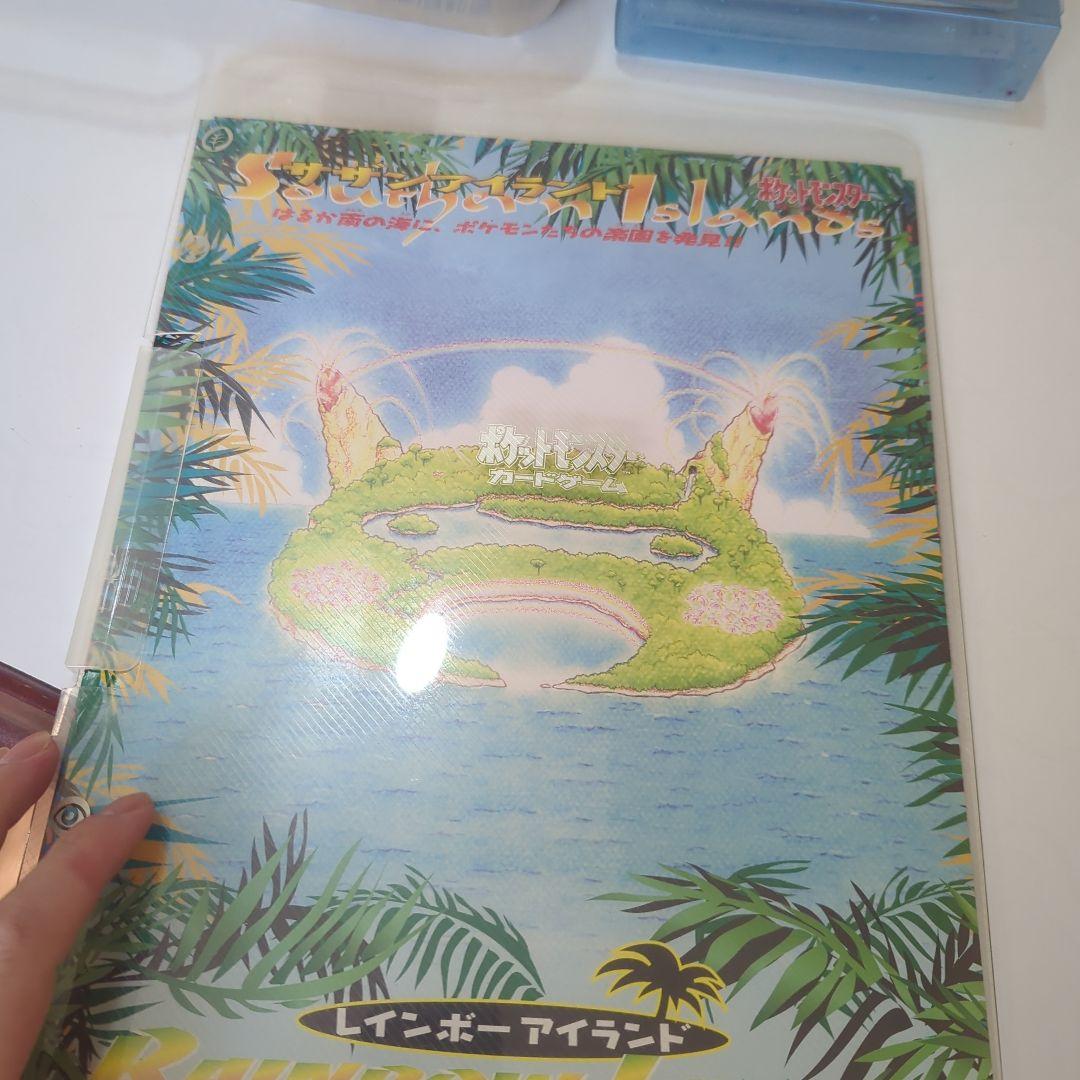 サザンアイランド
Southern Islands
ポケットモンスター
はるか南の海に、ポケモンたちの楽園を発見!!
ポケットモンスター
カードゲーム
レインボーアイランド
RAINBOW